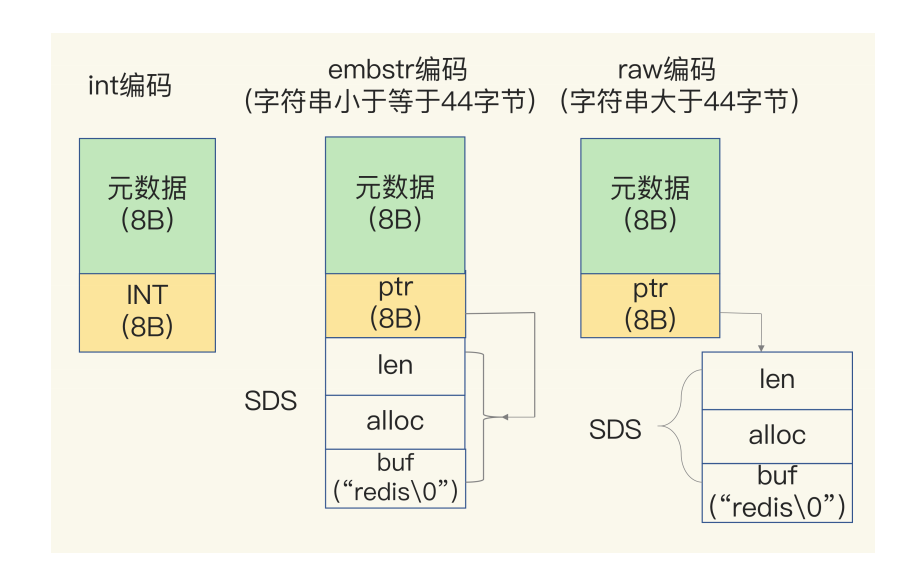 int编码
元数据
(8B)
INT
(8B)
embstr编码
(字符串小于等于44字节)
元数据
(8B)
ptr
(8B)
SDS
len
alloc
buf
(“redis\0”)
raw编码
(字符串大于44字节)
元数据
(8B)
ptr
(8B)
SDS
len
alloc
buf
(“redis\0”)